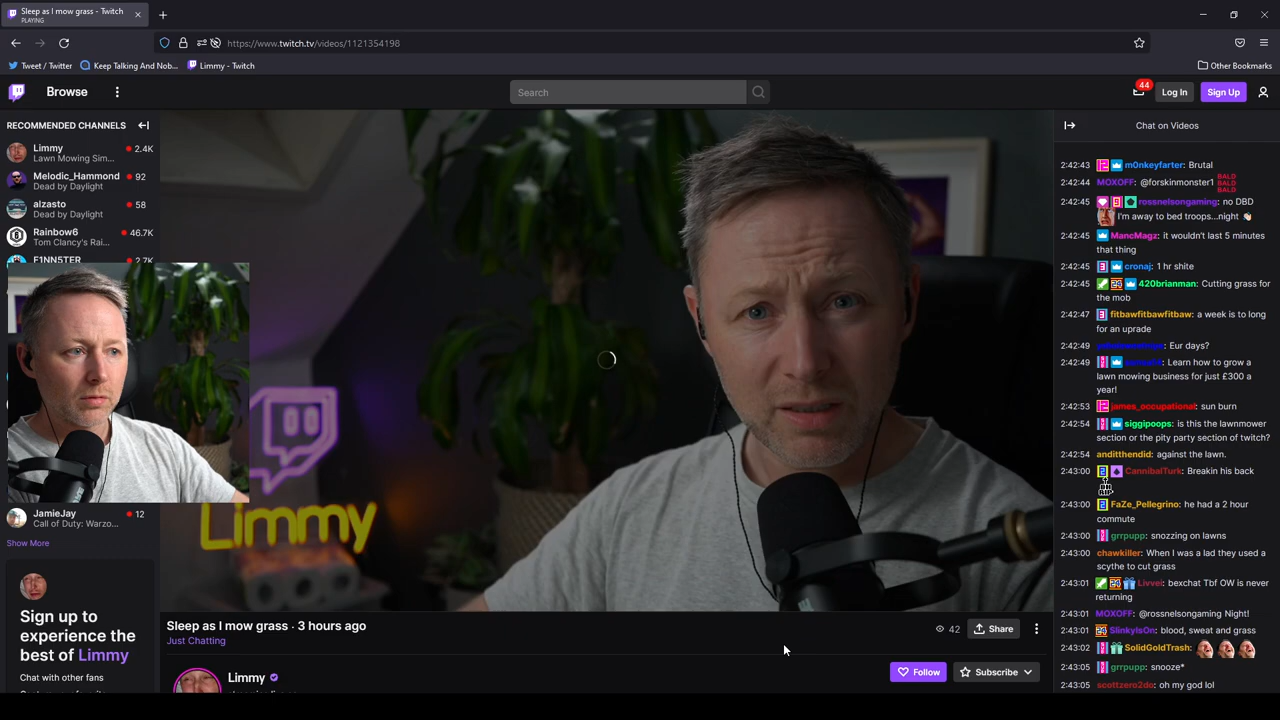 Sleep as I mow grass - Twitch
PLAYING
https://www.twitch.tv/videos/1121354198
Tweet / Twitter
Keep Talking And Nob...
Limmy - Twitch
Other Bookmarks
Browse
Search
44
Log In
Sign Up
RECOMMENDED CHANNELS
Limmy
2.4K
Lawn Mowing Sim...
Melodic_Hammond
92
Dead by Daylight
alzasto
58
Dead by Daylight
Rainbow6
46.7K
Tom Clancy's Rai...
F1NN5TER
2.7K
JamieJay
12
Call of Duty: Warzo...
Show More
Sign up to
experience the
best of Limmy
Chat with other fans
Limmy
Sleep as I mow grass · 3 hours ago
Just Chatting
42
Share
Limmy
Follow
Subscribe
Chat on Videos
2:42:43 m0nkeyfarter: Brutal
2:42:44 MOXOFF: @forskinmonster1 BALD BALD BALD
2:42:45 rossnelsongaming: no DBD
I'm away to bed troops...night
2:42:45 MancMagz: it wouldn't last 5 minutes
that thing
2:42:45 cronaj: 1 hr shite
2:42:45 420brianman: Cutting grass for
the mob
2:42:47 fitbawfitbawfitbaw: a week is to long
for an uprade
2:42:49 Eur days?
2:42:49 Learn how to grow a
lawn mowing business for just £300 a
year!
2:42:53 james_occupational: sun burn
2:42:54 siggipoops: is this the lawnmower
section or the pity party section of twitch?
2:42:54 anditthendid: against the lawn.
2:43:00 CannibalTurk: Breakin his back
2:43:00 FaZe_Pellegrino: he had a 2 hour
commute
2:43:00 grrpupp: snozzing on lawns
2:43:00 chawkiller: When I was a lad they used a
scythe to cut grass
2:43:01 Livvei: bexchat Tbf OW is never
returning
2:43:01 MOXOFF: @rossnelsongaming Night!
2:43:01 SlinkyIsOn: blood, sweat and grass
2:43:02 SolidGoldTrash:
2:43:05 grrpupp: snooze*
2:43:05 scottzero2do: oh my god lol